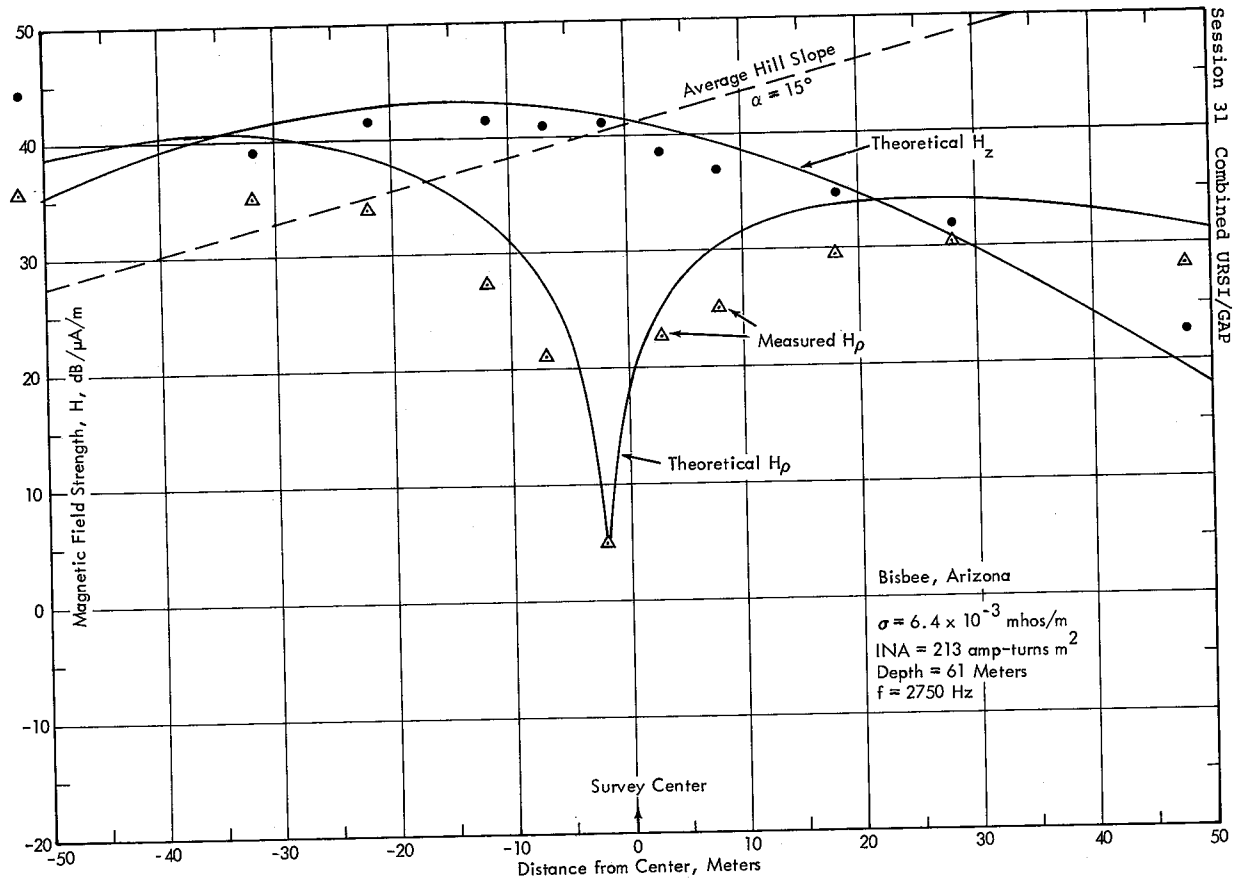 50
40
30
20
10
0
-10
-20
Magnetic Field Strength, H, dB/μA/m
Average Hill Slope
α = 15°
Theoretical H_z
Measured Hρ
Theoretical Hρ
Bisbee, Arizona
σ = 6.4 x 10^-3 mhos/m
INA = 213 amp-turns m^2
Depth = 61 Meters
f = 2750 Hz
Survey Center
-50 -40 -30 -20 -10 0 10 20 30 40 50
Distance from Center, Meters
Session 31 Combined URSI/GAP